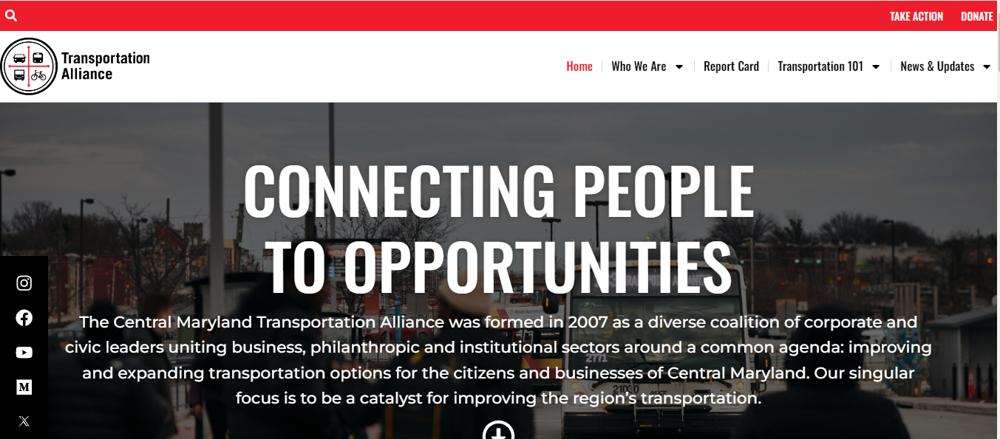 TAKE ACTION DONATE
Transportation
Alliance
Home Who We Are Report Card Transportation 101 News & Updates
CONNECTING PEOPLE
TO OPPORTUNITIES
The Central Maryland Transportation Alliance was formed in 2007 as a diverse coalition of corporate and
civic leaders uniting business, philanthropic and institutional sectors around a common agenda: improving
and expanding transportation options for the citizens and businesses of Central Maryland. Our singular
focus is to be a catalyst for improving the region's transportation.
2771
M